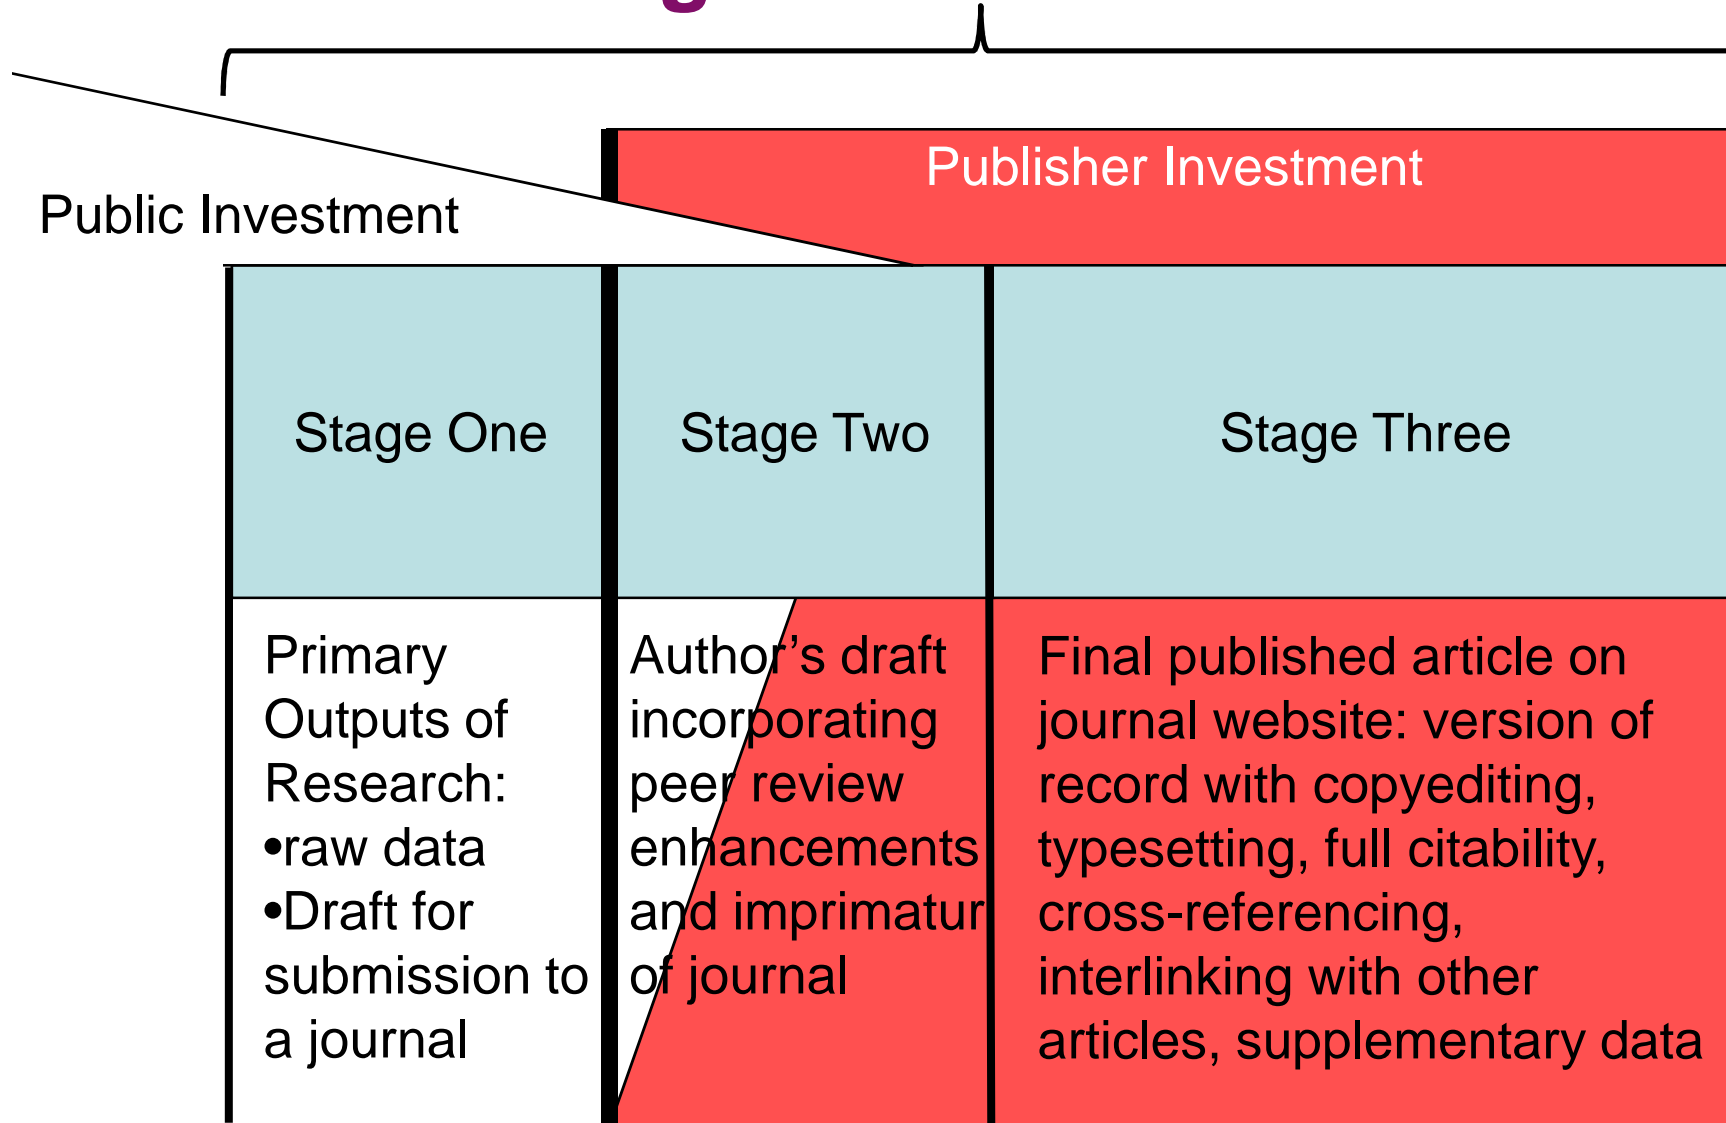 Publisher Investment
Public Investment
Stage One
Stage Two
Stage Three
Primary
Outputs of
Research:
•raw data
•Draft for
submission to
a journal
Author’s draft
incorporating
peer review
enhancements
and imprimatur
of journal
Final published article on
journal website: version of
record with copyediting,
typesetting, full citability,
cross-referencing,
interlinking with other
articles, supplementary data